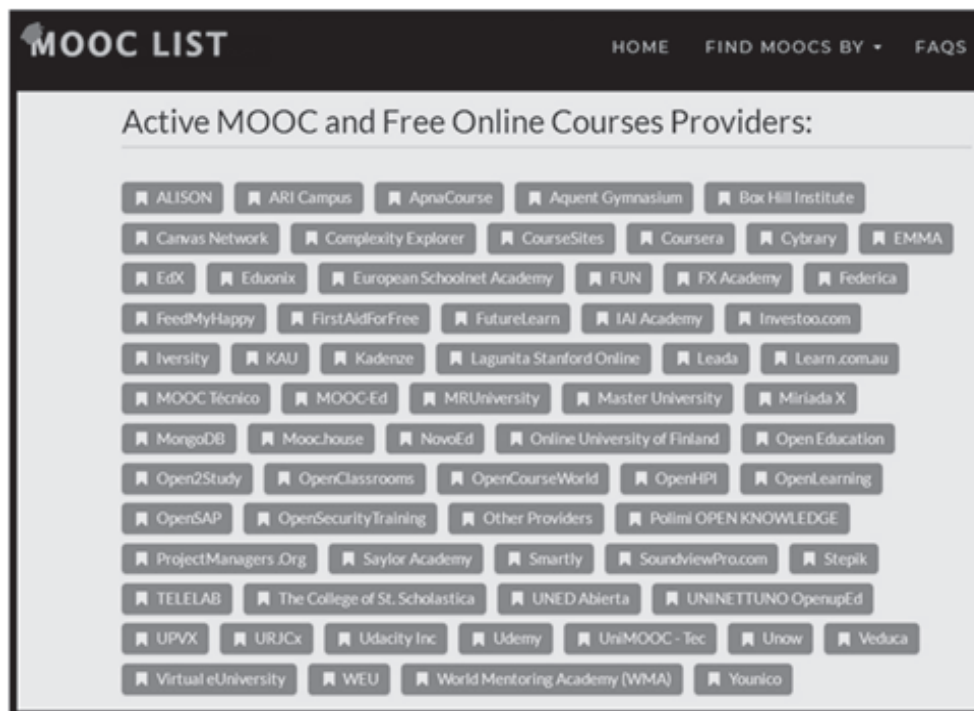 MOOC LIST HOME FIND MOOCS BY FAQS
Active MOOC and Free Online Courses Providers:
ALISON ARI Campus ApnaCourse Aquent Gymnasium Box Hill Institute
Canvas Network Complexity Explorer CourseSites Coursera Cybrary EMMA
EdX Eduonix European Schoolnet Academy FUN FX Academy Federica
FeedMyHappy FirstAidForFree FutureLearn IAI Academy Investoo.com
Iversity KAU Kadenze Lagunita Stanford Online Leada Learn.com.au
MOOC Técnico MOOC-Ed MRUniversity Master University Miríada X
MongoDB Mooc.house NovoEd Online University of Finland Open Education
Open2Study OpenClassrooms OpenCourseWorld OpenHPI OpenLearning
OpenSAP OpenSecurityTraining Other Providers Polimi OPEN KNOWLEDGE
ProjectManagers.Org Saylor Academy Smartly SoundviewPro.com Stepik
TELELAB The College of St. Scholastica UNED Abierta UNINETTUNO OpenupEd
UPVX URJCx Udacity Inc Udemy UniMOOC - Tec Unow Veduca
Virtual eUniversity WEU World Mentoring Academy (WMA) Younico